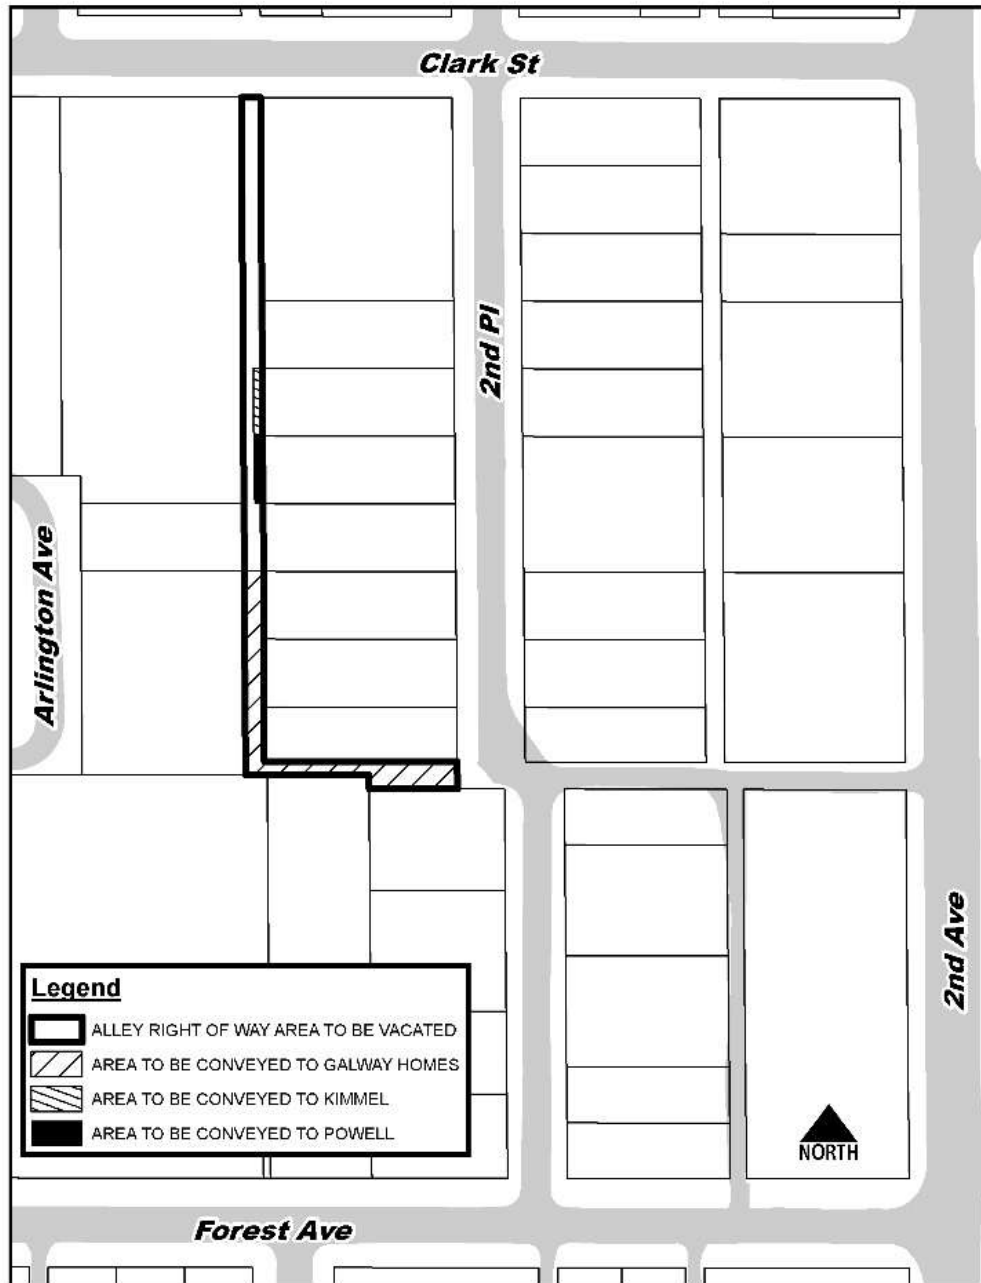 Clark St
2nd Pl
Arlington Ave
2nd Ave
Legend
ALLEY RIGHT OF WAY AREA TO BE VACATED
AREA TO BE CONVEYED TO GALWAY HOMES
AREA TO BE CONVEYED TO KIMMEL
AREA TO BE CONVEYED TO POWELL
NORTH
Forest Ave